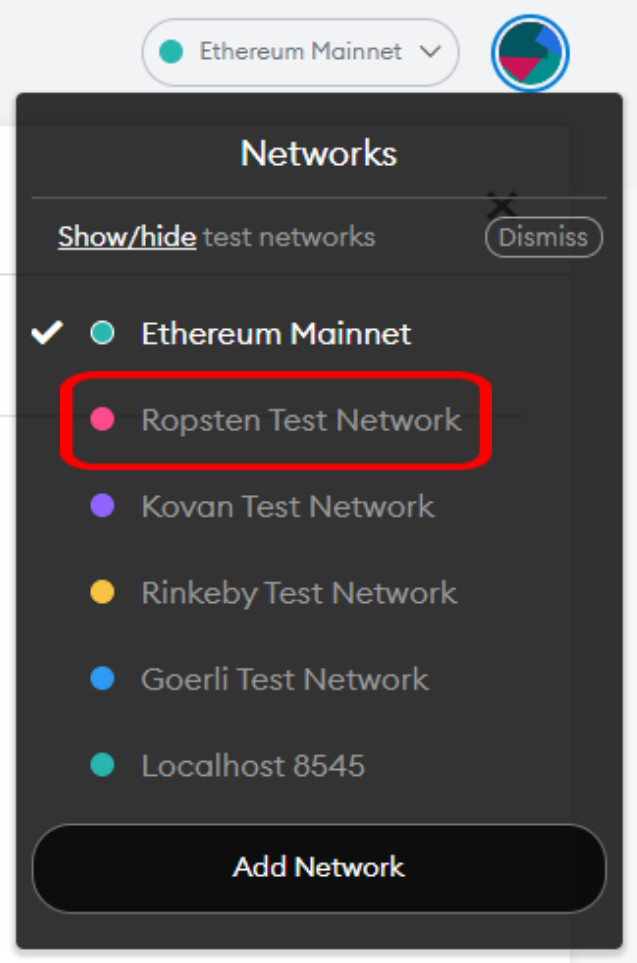 Ethereum Mainnet
Networks
Show/hide test networks
Dismiss
Ethereum Mainnet
Ropsten Test Network
Kovan Test Network
Rinkeby Test Network
Goerli Test Network
Localhost 8545
Add Network